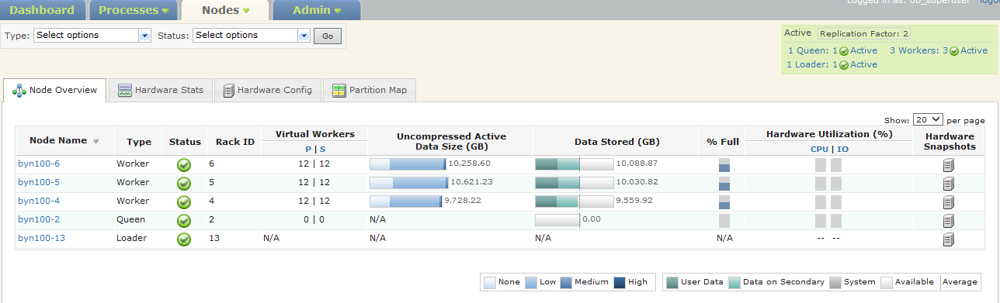 Logged in as: db_superuser logou
Dashboard Processes Nodes Admin
Type: Select options Status: Select options Go
Active Replication Factor: 2
1 Queen: 1 Active 3 Workers: 3 Active
1 Loader: 1 Active
Node Overview Hardware Stats Hardware Config Partition Map
Show: 20 per page
Node Name Type Status Rack ID Virtual Workers P | S Uncompressed Active Data Size (GB) Data Stored (GB) % Full Hardware Utilization (%) CPU | IO Hardware Snapshots
byn100-6 Worker 6 12 | 12 10,258.60 10,088.87
byn100-5 Worker 5 12 | 12 10,621.23 10,030.82
byn100-4 Worker 4 12 | 12 9,728.22 9,559.92
byn100-2 Queen 2 0 | 0 N/A 0.00
byn100-13 Loader 13 N/A N/A N/A N/A -- --
None Low Medium High User Data Data on Secondary System Available Average